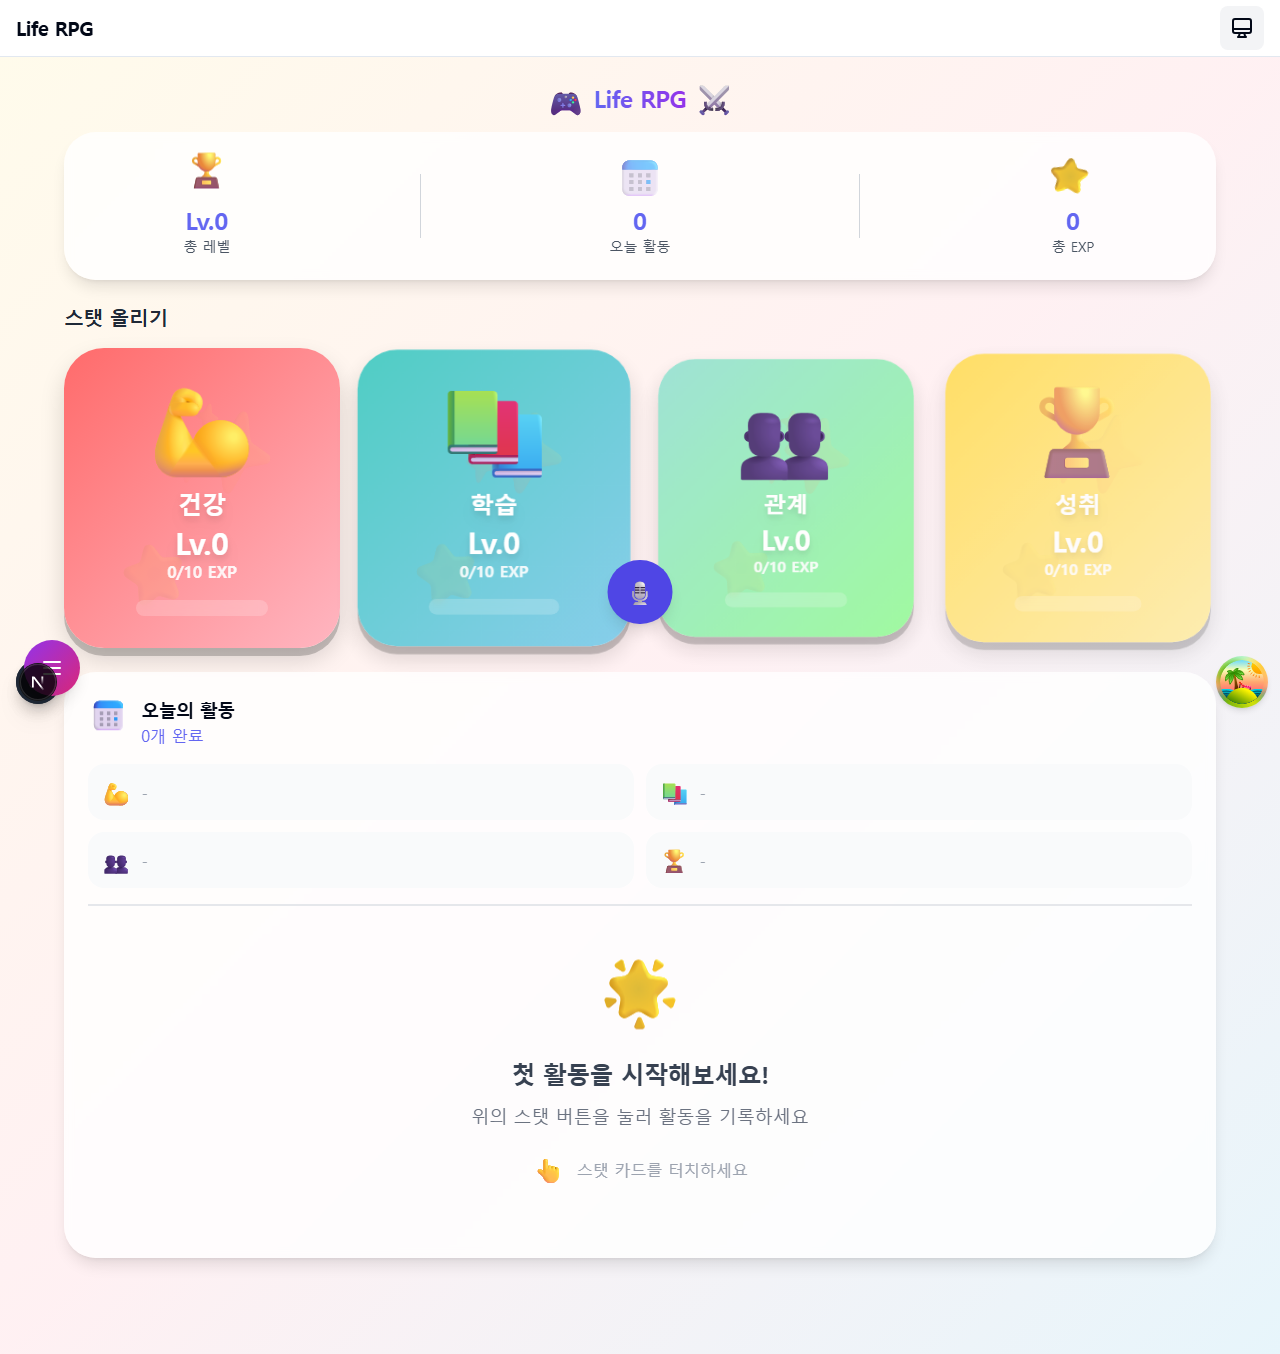 Life RPG
Life RPG
Lv.0
총 레벨
0
오늘 활동
0
총 EXP
스탯 올리기
건강
Lv.0
0/10 EXP
학습
Lv.0
0/10 EXP
관계
Lv.0
0/10 EXP
성취
Lv.0
0/10 EXP
N
오늘의 활동
0개 완료
-
-
-
-
첫 활동을 시작해보세요!
위의 스탯 버튼을 눌러 활동을 기록하세요
스탯 카드를 터치하세요